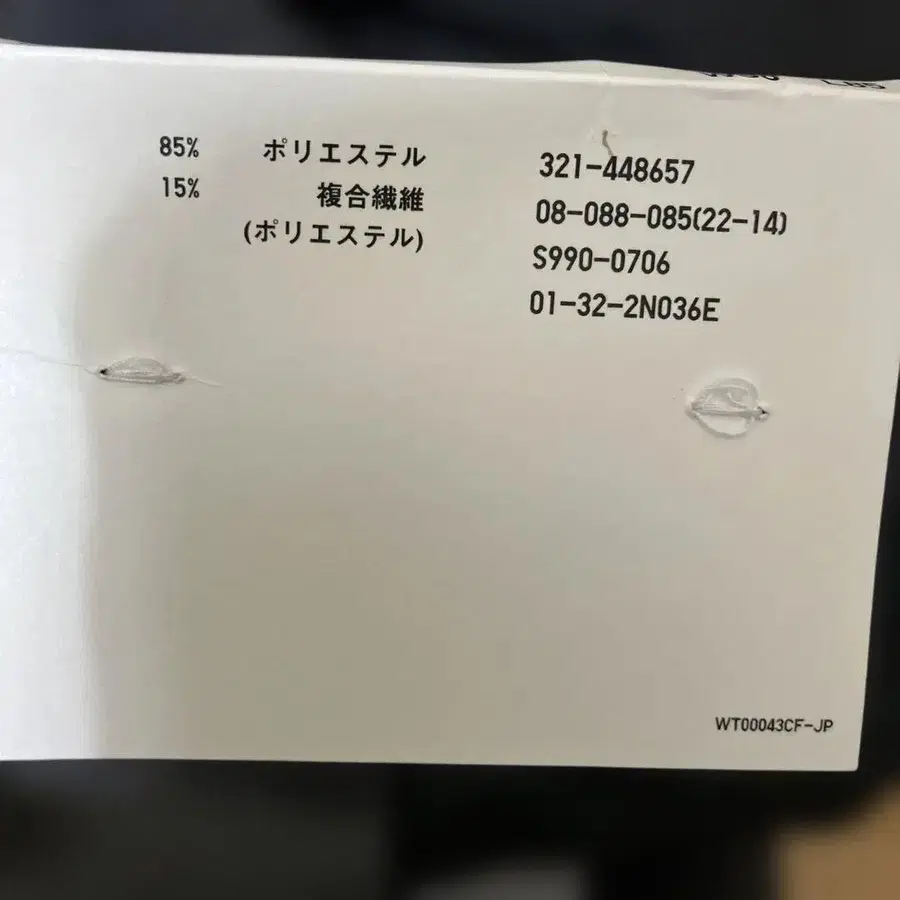 85% ポリエステル
15% 複合繊維
(ポリエステル)
321-448657
08-088-085(22-14)
S990-0706
01-32-2N036E
WT00043CF-JP